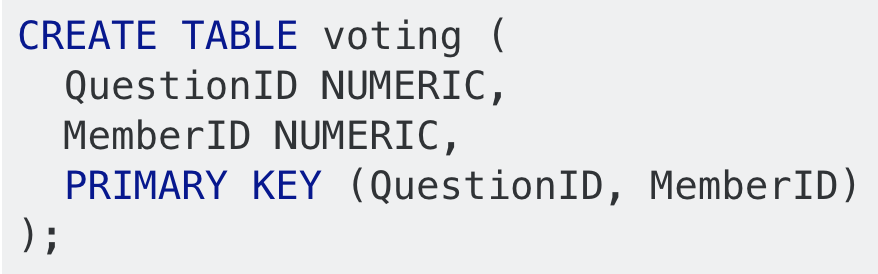 CREATE TABLE voting (
  QuestionID NUMERIC,
  MemberID NUMERIC,
  PRIMARY KEY (QuestionID, MemberID)
);